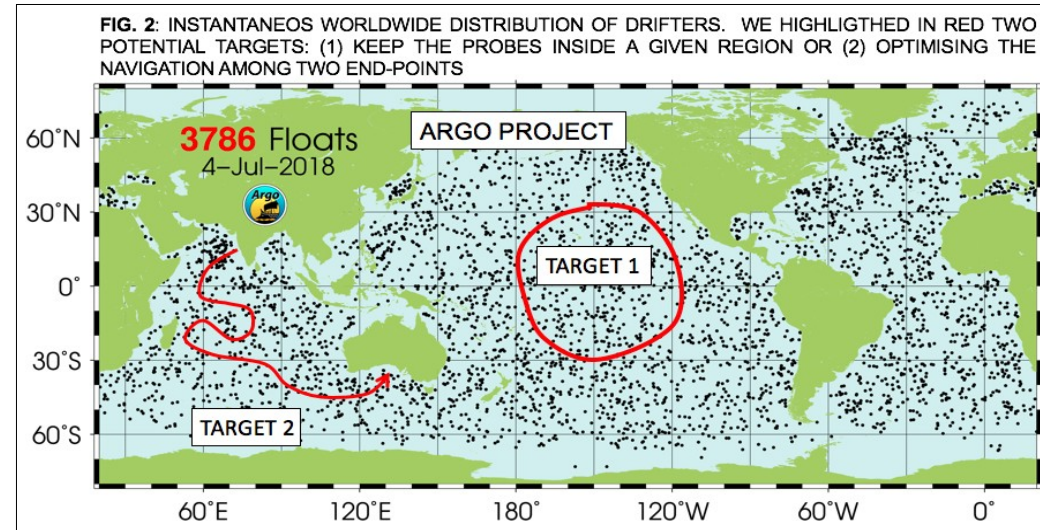 FIG. 2: INSTANTANEOS WORLDWIDE DISTRIBUTION OF DRIFTERS. WE HIGHLIGTHED IN RED TWO
POTENTIAL TARGETS: (1) KEEP THE PROBES INSIDE A GIVEN REGION OR (2) OPTIMISING THE
NAVIGATION AMONG TWO END-POINTS
3786 Floats
4-Jul-2018
Argo
ARGO PROJECT
60°N
30°N
0°
30°S
60°S
TARGET 1
TARGET 2
60°E
120°E
180°
120°W
60°W
0°